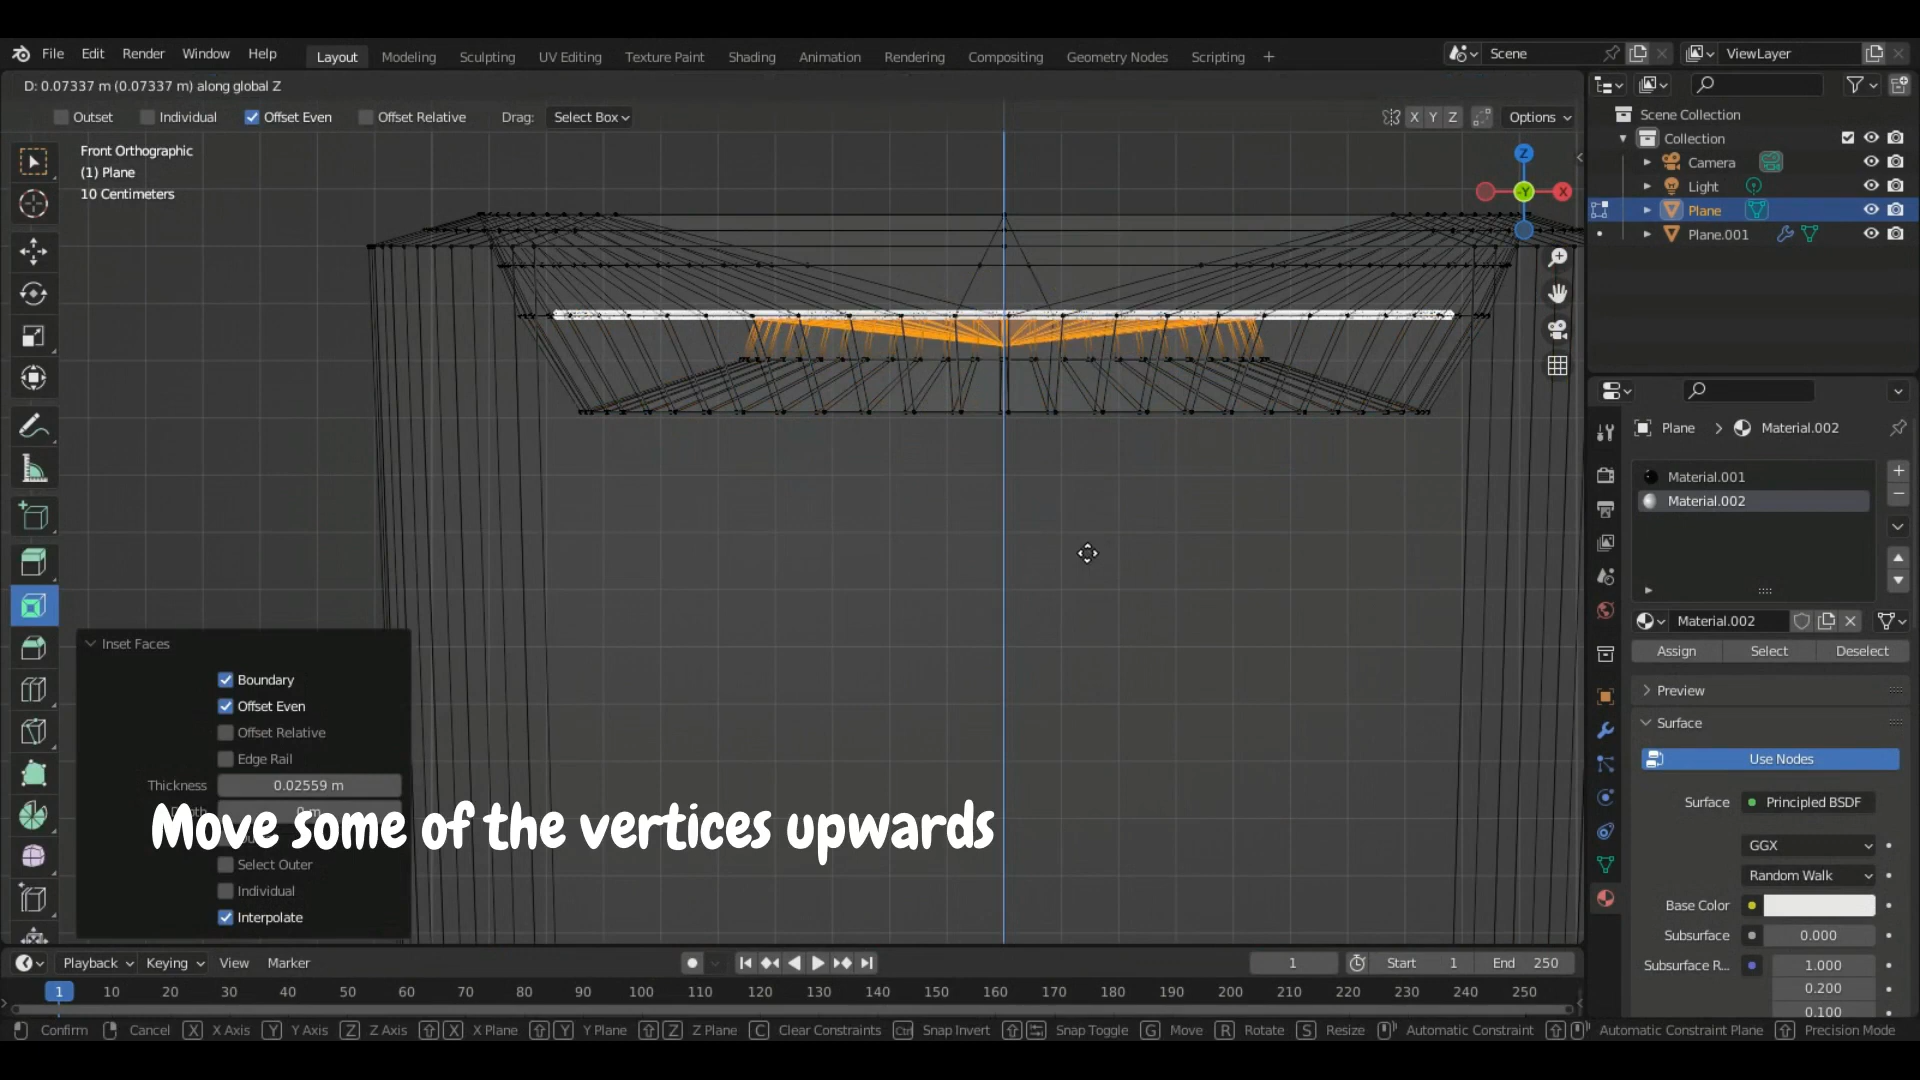 File Edit Render Window Help Layout Modeling Sculpting UV Editing Texture Paint Shading Animation Rendering Compositing Geometry Nodes Scripting + Scene ViewLayer
D: 0.07337 m (0.07337 m) along global Z
Outset Individual Offset Even Offset Relative Drag: Select Box X Y Z Options
Front Orthographic
(1) Plane
10 Centimeters
Z
-Y
X
Scene Collection
Collection
Camera
Light
Plane
Plane.001
Plane > Material.002
Material.001
Material.002
Material.002
Assign Select Deselect
Preview
Surface
Use Nodes
Surface Principled BSDF
GGX
Random Walk
Base Color
Subsurface 0.000
Subsurface R... 1.000
0.200
0.100
Inset Faces
Boundary
Offset Even
Offset Relative
Edge Rail
Thickness 0.02559 m
Move some of the vertices upwards
Select Outer
Individual
Interpolate
Playback Keying View Marker 1 Start 1 End 250
1 10 20 30 40 50 60 70 80 90 100 110 120 130 140 150 160 170 180 190 200 210 220 230 240 250
Confirm Cancel X X Axis Y Y Axis Z Z Axis X X Plane Y Y Plane Z Z Plane C Clear Constraints Ctrl Snap Invert Snap Toggle G Move R Rotate S Resize Automatic Constraint Automatic Constraint Plane Precision Mode